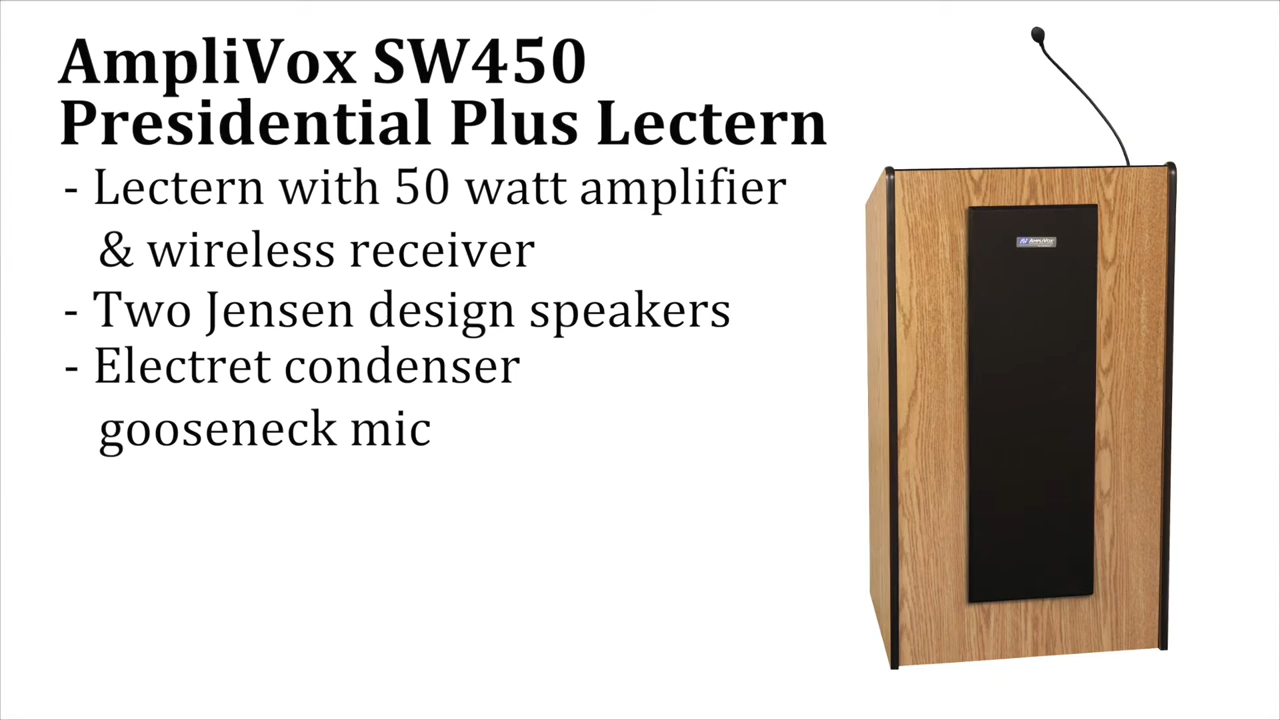 AmpliVox SW450
Presidential Plus Lectern
- Lectern with 50 watt amplifier
& wireless receiver
- Two Jensen design speakers
- Electret condenser
gooseneck mic
AmpliVox